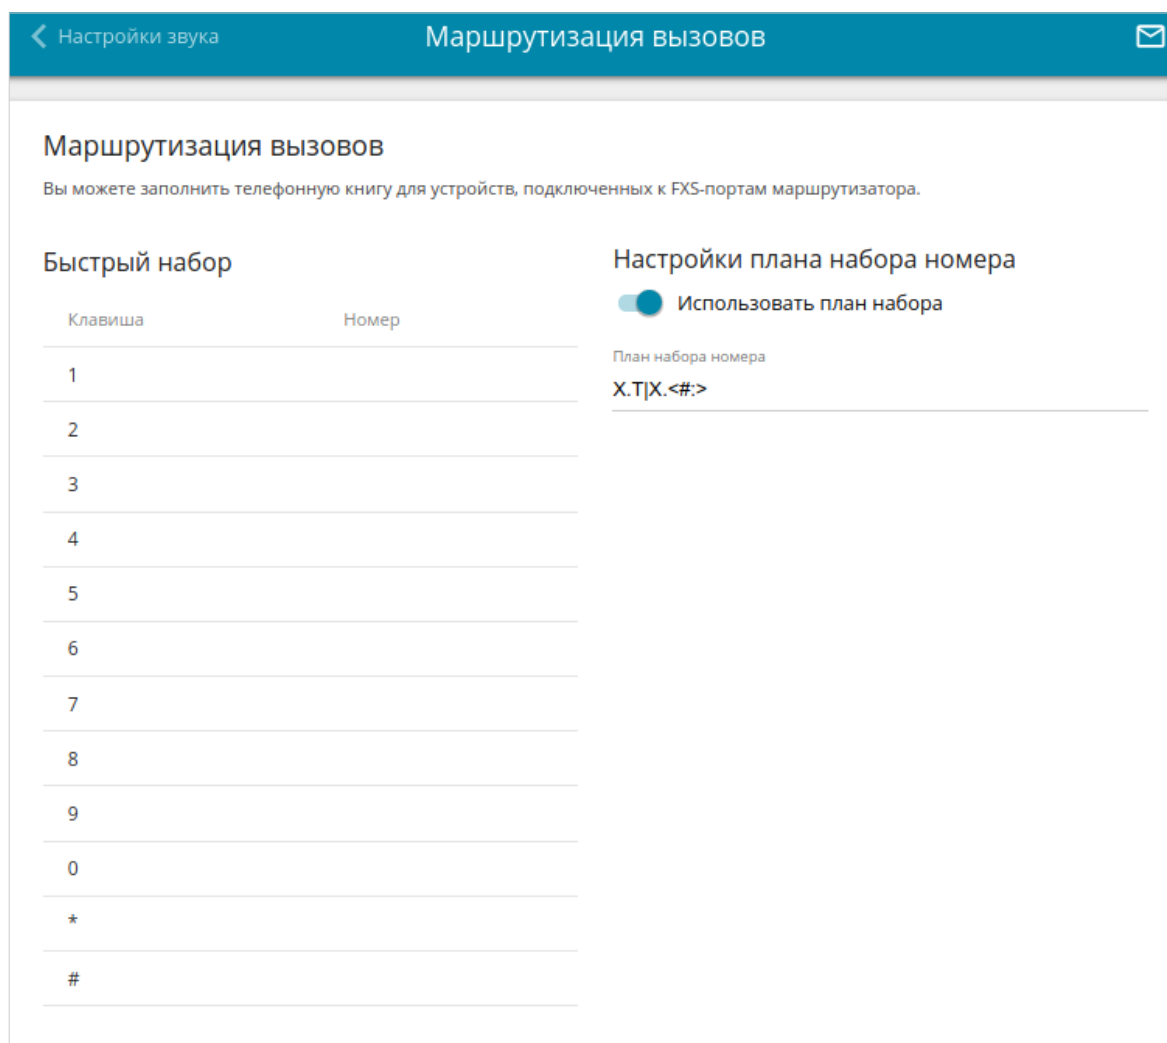 Настройки звука
Маршрутизация вызовов
Маршрутизация вызовов
Вы можете заполнить телефонную книгу для устройств, подключенных к FXS-портам маршрутизатора.
Быстрый набор
Клавиша Номер
1
2
3
4
5
6
7
8
9
0
*
#
Настройки плана набора номера
Использовать план набора
План набора номера
X.T|X.<#:>